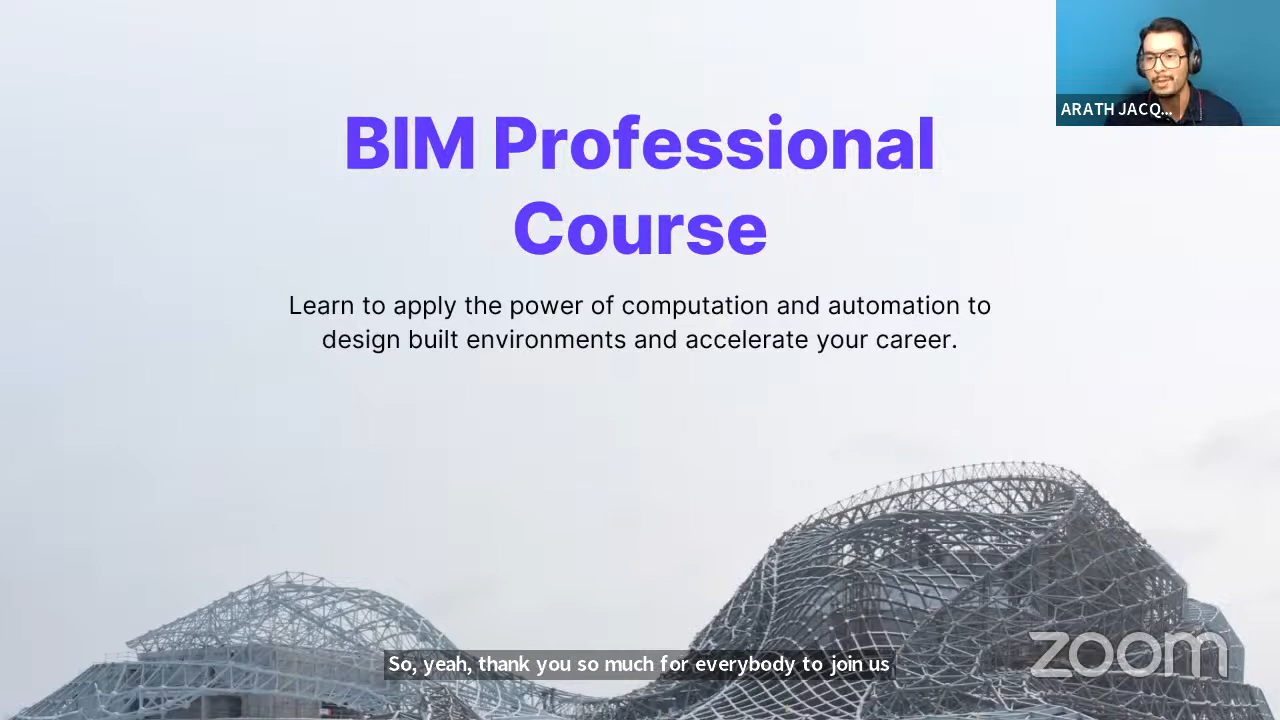 ARATH JACQ...
BIM Professional
Course
Learn to apply the power of computation and automation to
design built environments and accelerate your career.
So, yeah, thank you so much for everybody to join us
zoom